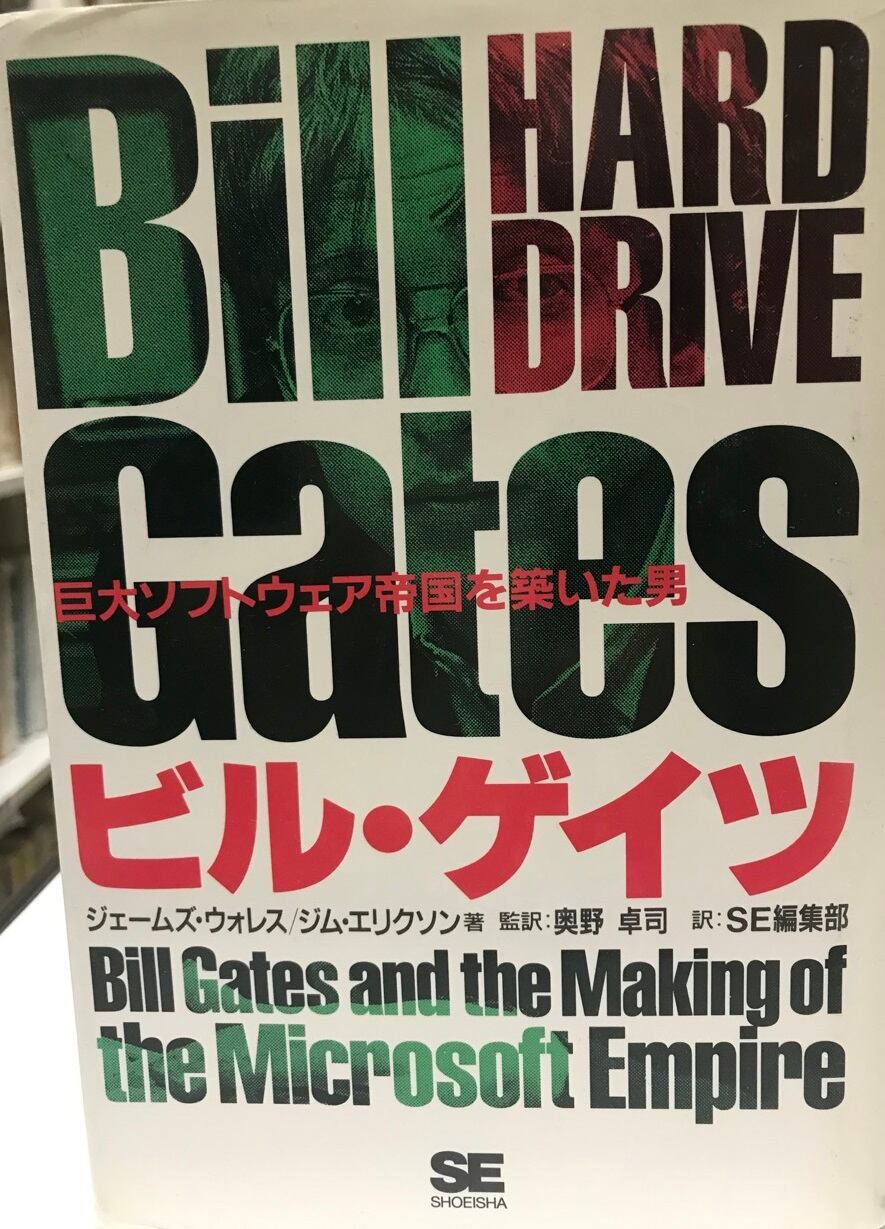 Bill
HARD
DRIVE
Gates
巨大ソフトウェア帝国を築いた男
ビル・ゲイツ
ジェームズ・ウォレス/ジム・エリクソン著 監訳:奥野 卓司 訳:SE編集部
Bill Gates and the Making of
the Microsoft Empire
SE
SHOEISHA